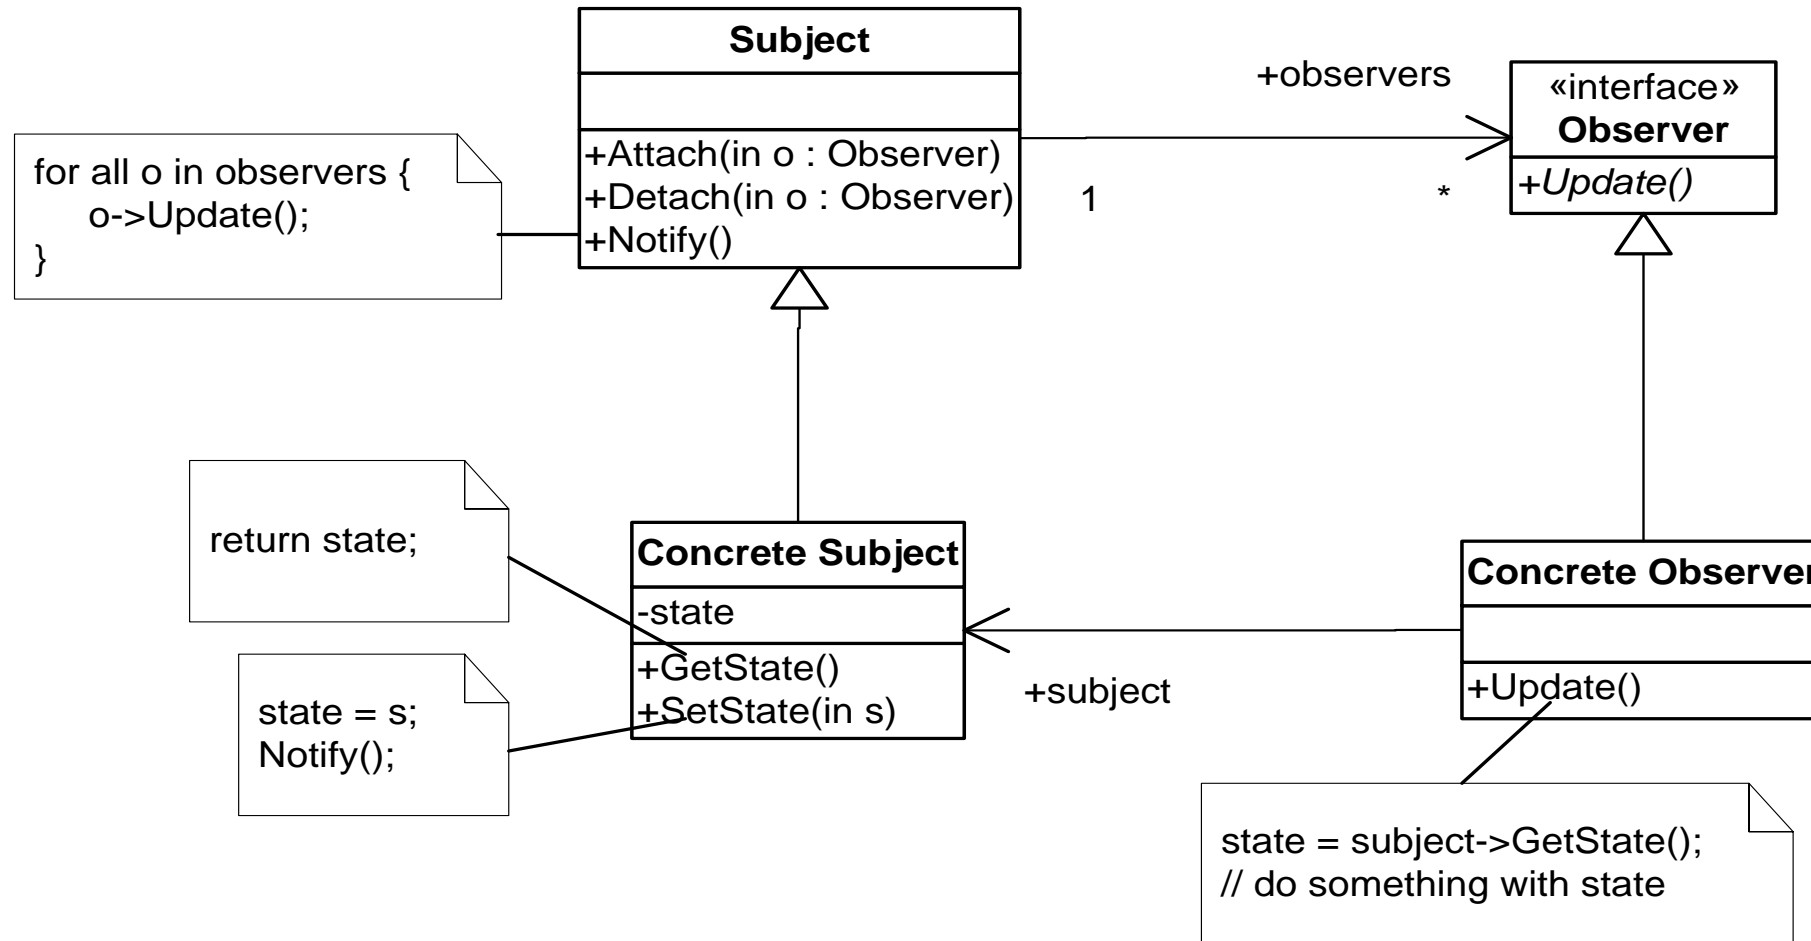 Subject
+Attach(in o : Observer)
+Detach(in o : Observer)
+Notify()
+observers
1
*
«interface»
Observer
+Update()
for all o in observers {
o->Update();
}
return state;
state = s;
Notify();
Concrete Subject
-state
+GetState()
+SetState(in s)
+subject
Concrete Observer
+Update()
state = subject->GetState();
// do something with state